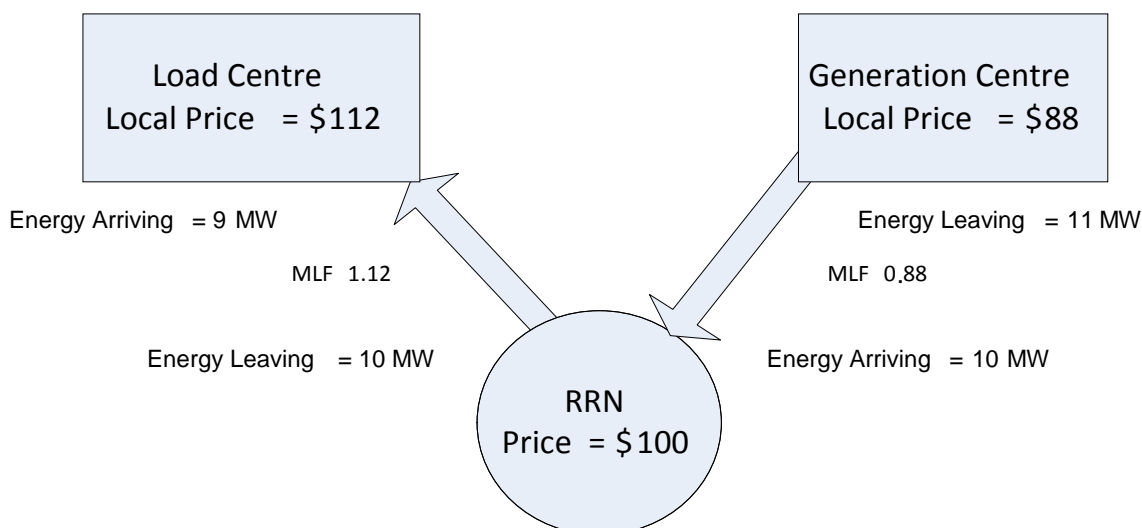 Load Centre
Local Price = $112
Generation Centre
Local Price = $88
Energy Arriving = 9 MW
Energy Leaving = 11 MW
MLF 1.12
MLF 0.88
Energy Leaving = 10 MW
Energy Arriving = 10 MW
RRN
Price = $100